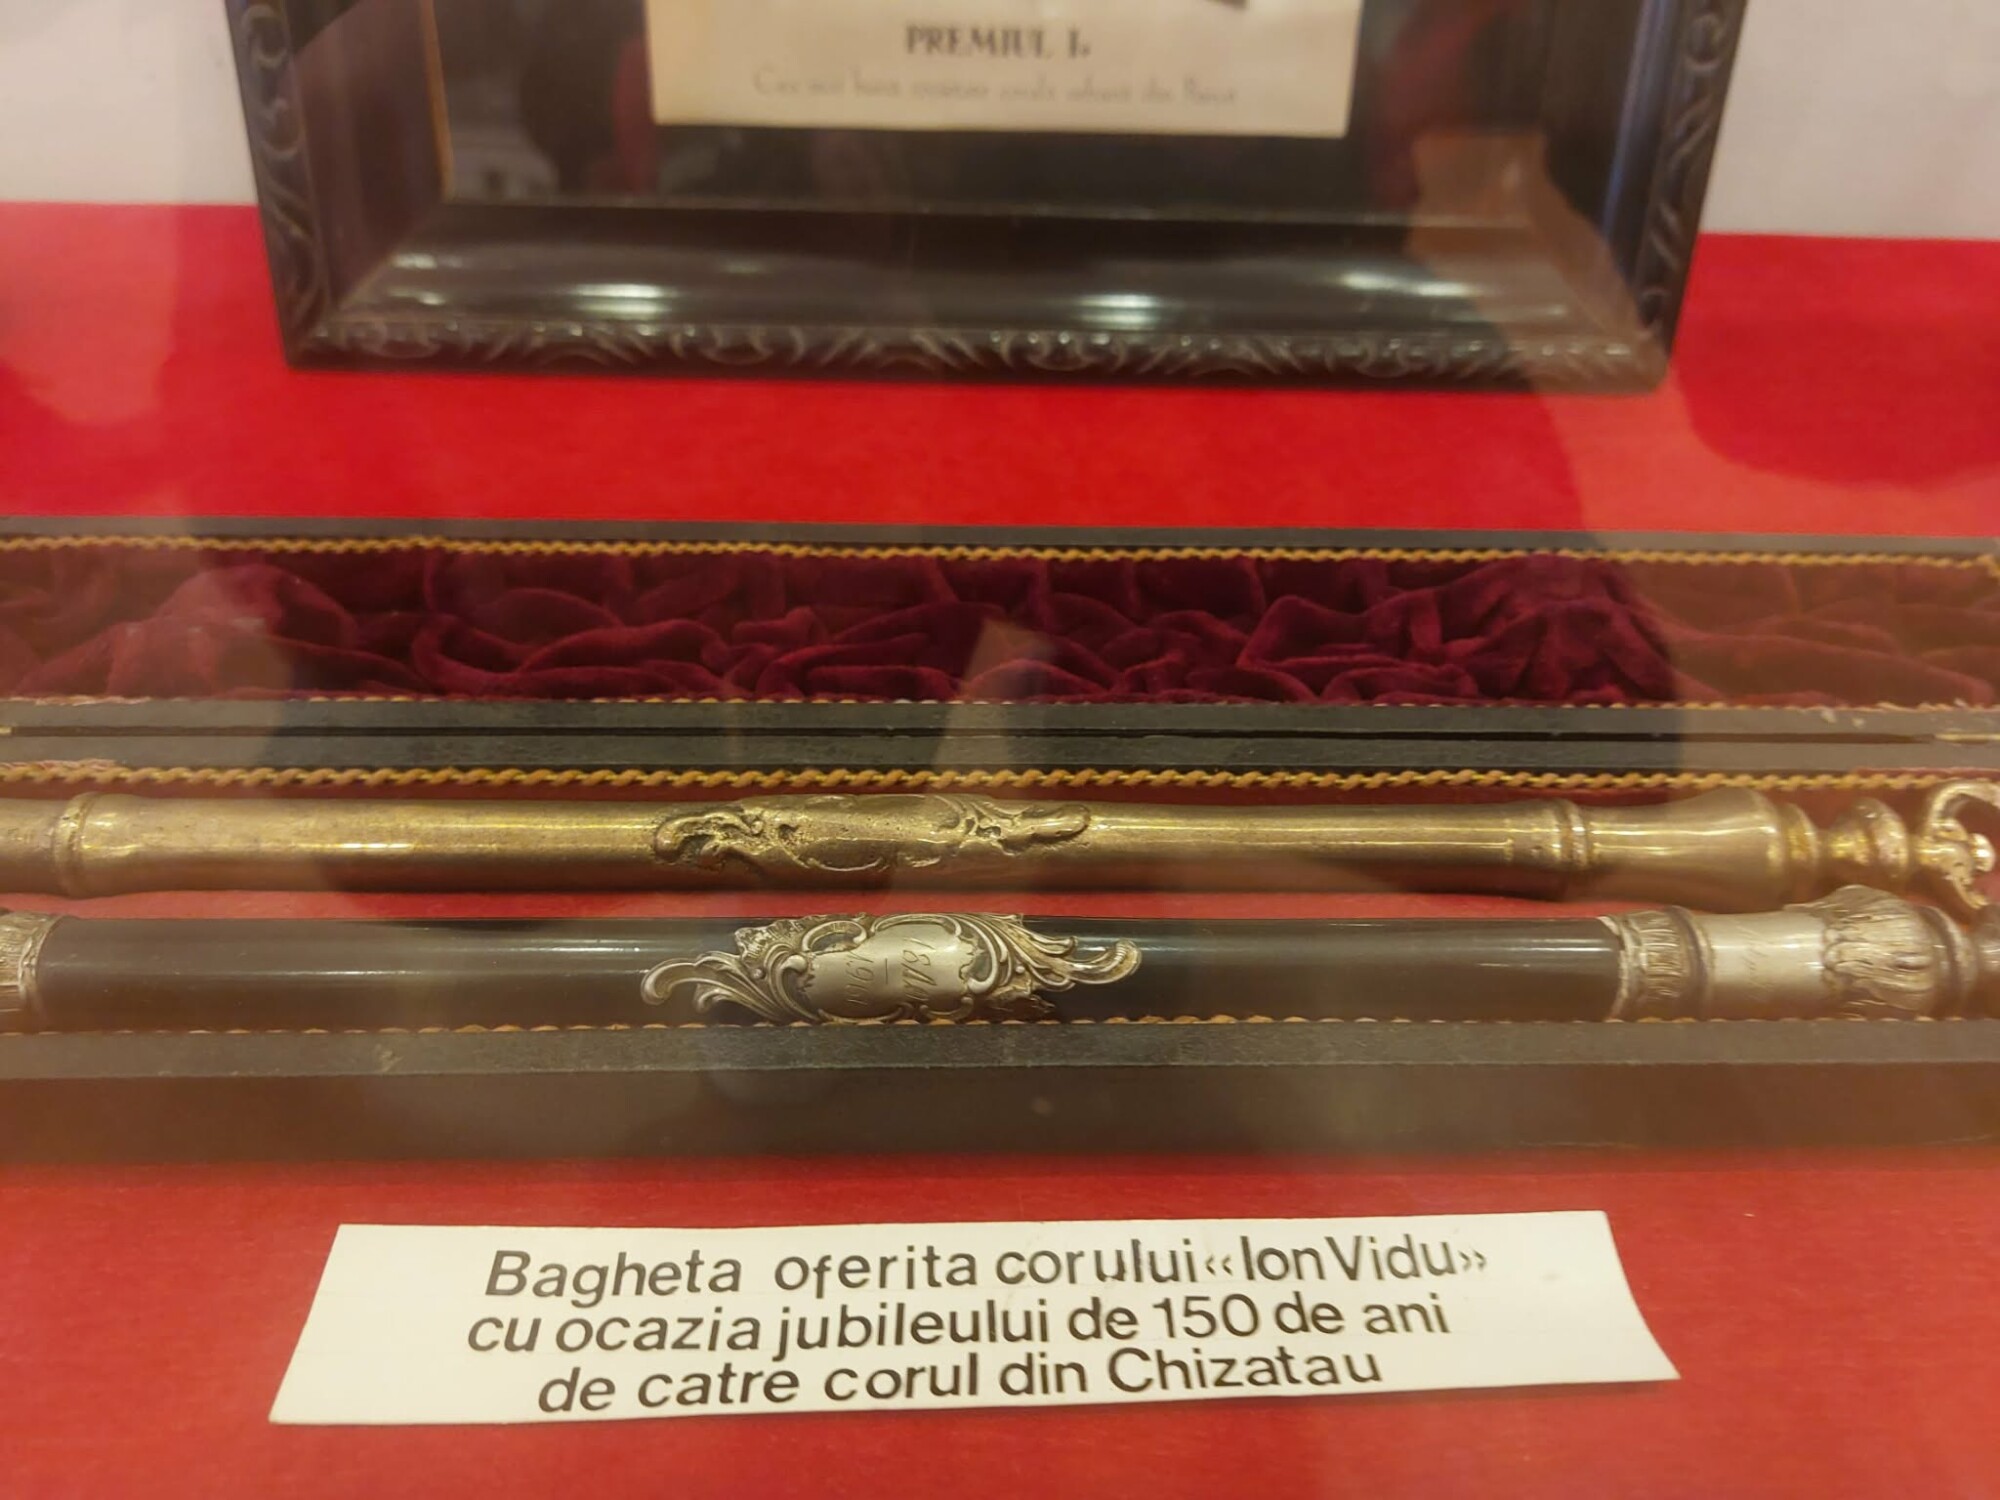 PREMIUL I.
Bagheta oferita corului «Ion Vidu»
cu ocazia jubileului de 150 de ani
de catre corul din Chizatau